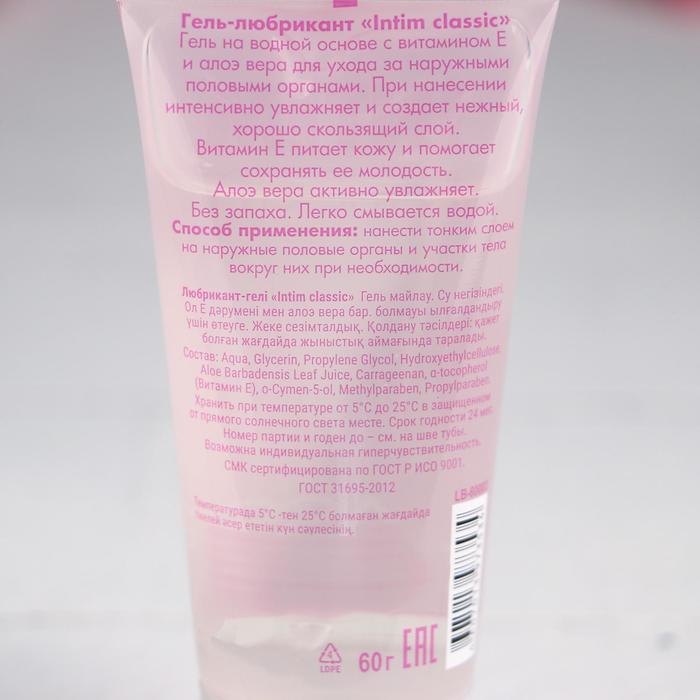 Гель-любрикант «Intim classic»
Гель на водной основе с витамином Е
и алоэ вера для ухода за наружными
половыми органами. При нанесении
интенсивно увлажняет и создает нежный,
хорошо скользящий слой.
Витамин Е питает кожу и помогает
сохранять ее молодость.
Алоэ вера активно увлажняет.
Без запаха. Легко смывается водой.
Способ применения: нанести тонким слоем
на наружные половые органы и участки тела
вокруг них при необходимости.
Любрикант-гелі «Intim classic» Гель майлау. Су негізіндегі.
Ол Е дәрумені мен алоэ вера бар. болмауы ылғалдандыру
үшін өтеуге. Жеке сезімталдық. Қолдану тәсілдері: қажет
болған жағдайда жыныстық аймағында таралады.
Состав: Aqua, Glycerin, Propylene Glycol, Hydroxyethylcellulose,
Aloe Barbadensis Leaf Juice, Carrageenan, α-tocopherol
(Витамин Е), o-Cymen-5-ol, Methylparaben, Propylparaben.
Хранить при температуре от 5°С до 25°С в защищенном
от прямого солнечного света месте. Срок годности 24 мес.
Номер партии и годен до – см. на шве тубы.
Возможна индивидуальная гиперчувствительность.
СМК сертифицирована по ГОСТ Р ИСО 9001.
ГОСТ 31695-2012
Температурада 5°С -тен 25°С болмаған жағдайда
тікелей әсер ететін күн сәулесінің.
4
LDPE
60 г
EAC